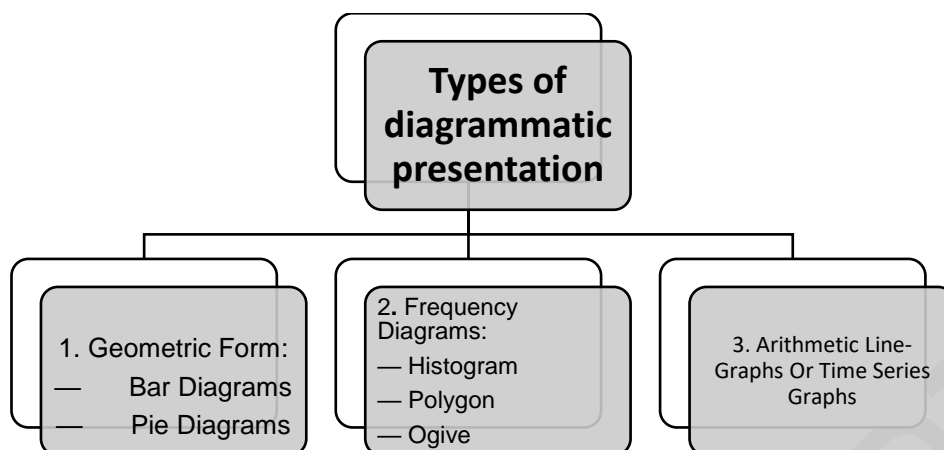 Types of
diagrammatic
presentation
1. Geometric Form:
— Bar Diagrams
— Pie Diagrams
2. Frequency
Diagrams:
— Histogram
— Polygon
— Ogive
3. Arithmetic Line-
Graphs Or Time Series
Graphs